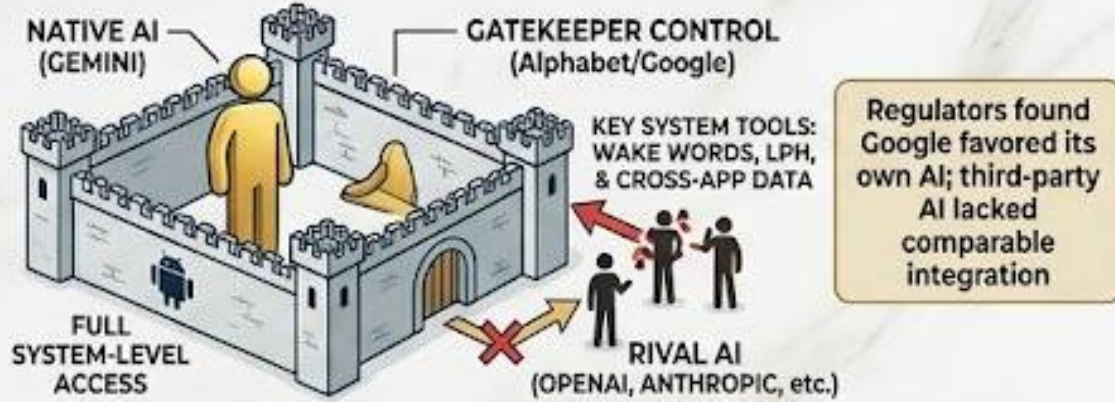 NATIVE AI
(GEMINI)
GATEKEEPER CONTROL
(Alphabet/Google)
KEY SYSTEM TOOLS:
WAKE WORDS, LPH,
& CROSS-APP DATA
Regulators found
Google favored its
own AI; third-party
AI lacked
comparable
integration
FULL
SYSTEM-LEVEL
ACCESS
RIVAL AI
(OPENAI, ANTHROPIC, etc.)